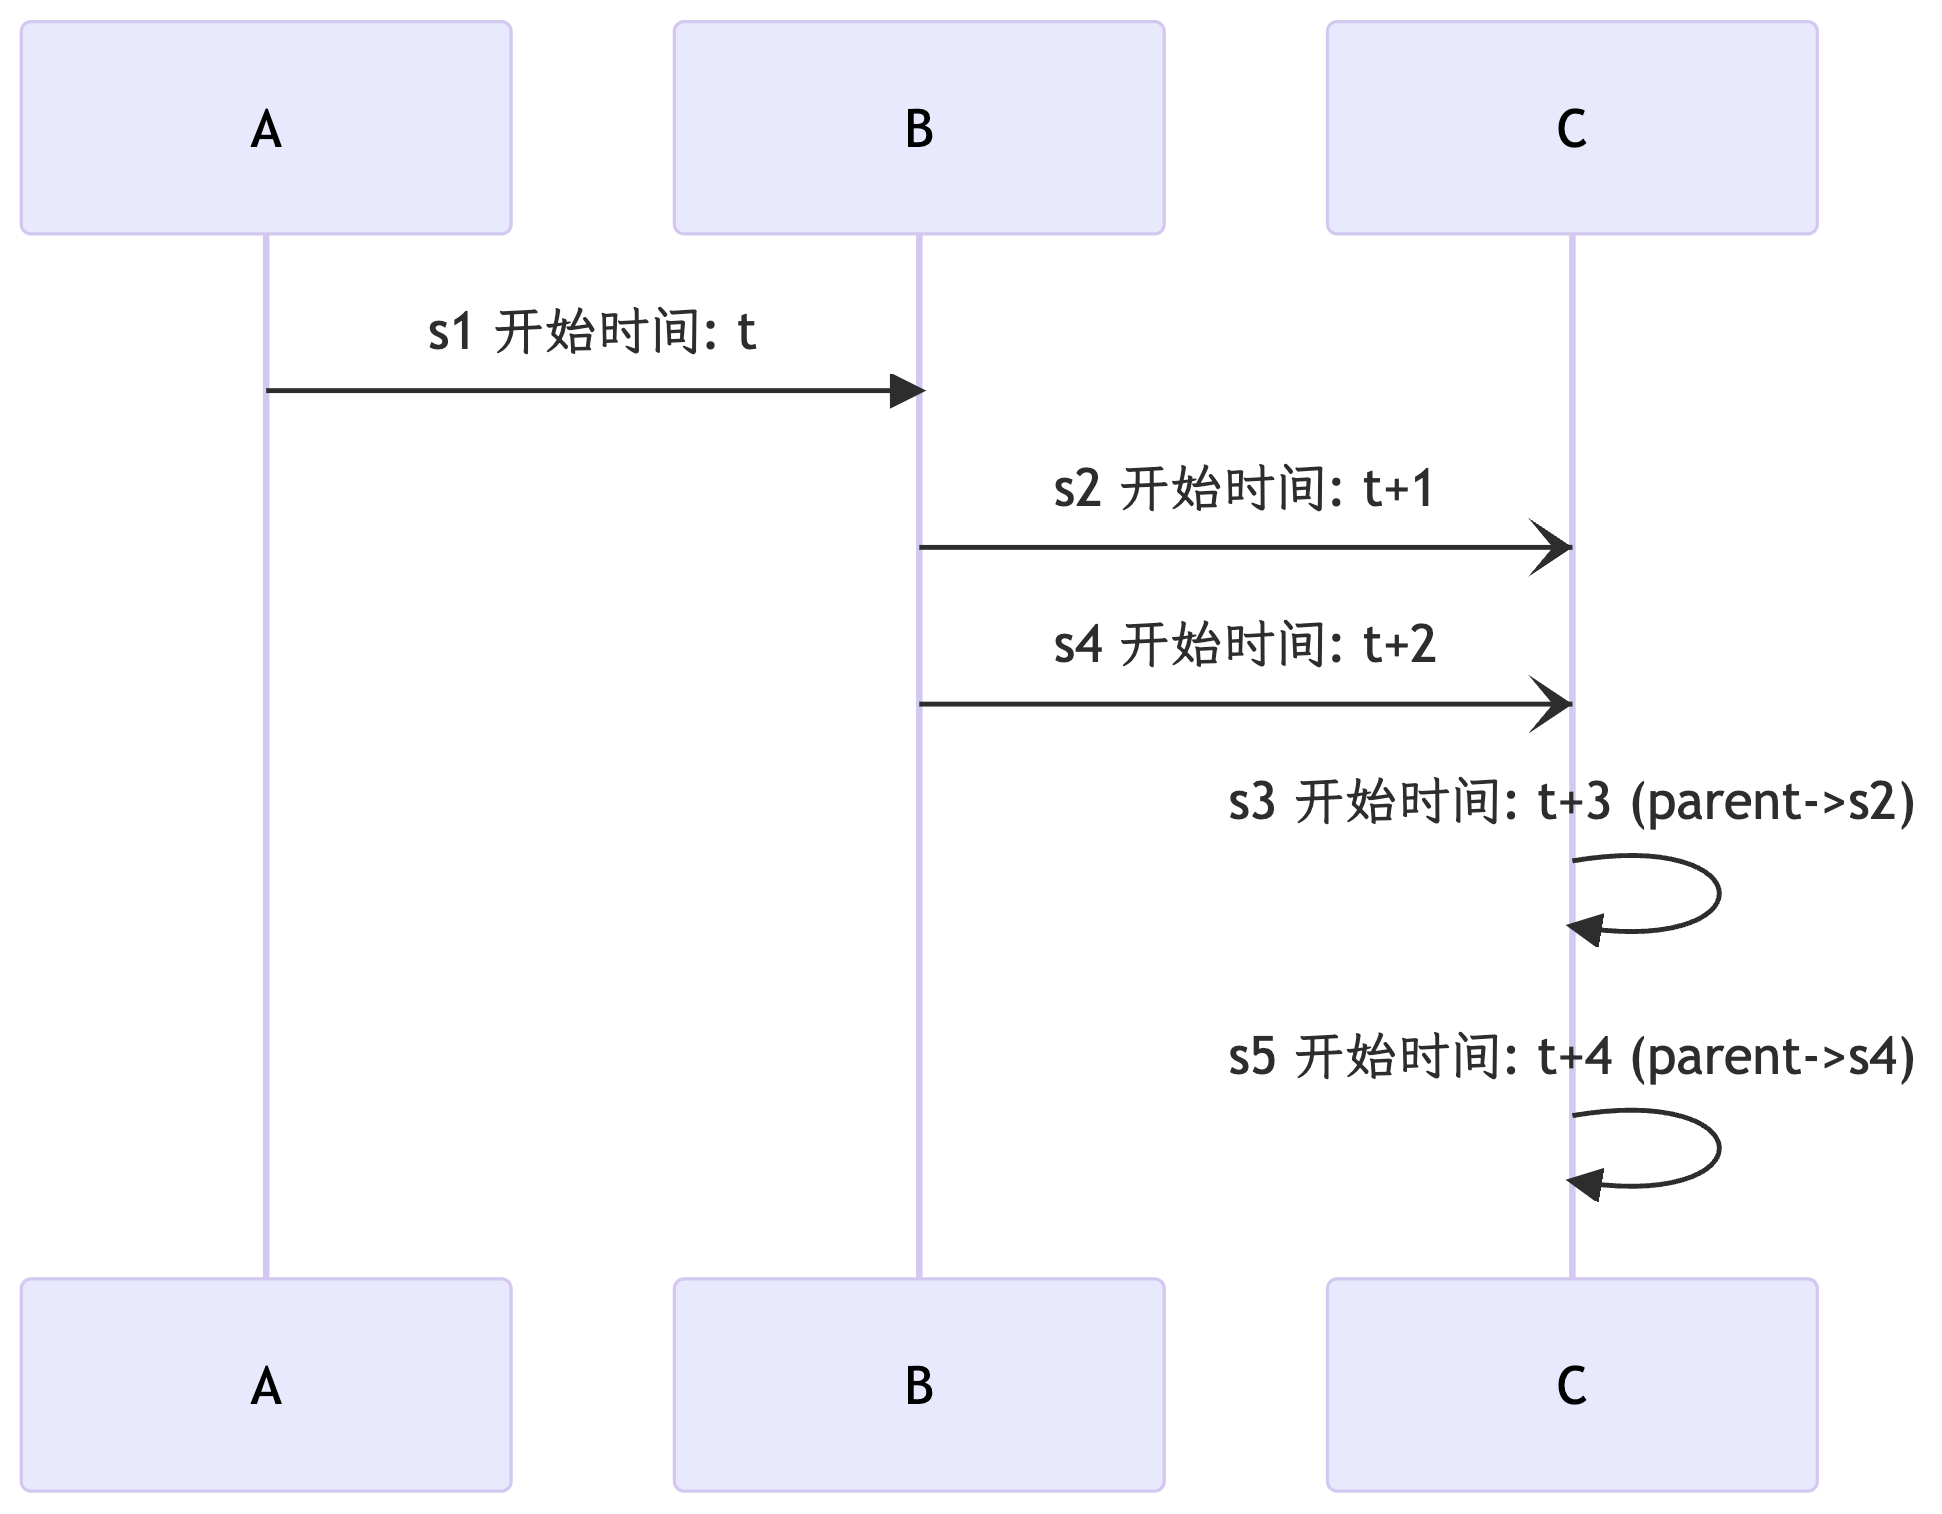 A
B
C
s1 开始时间: t
s2 开始时间: t+1
s4 开始时间: t+2
s3 开始时间: t+3 (parent->s2)
s5 开始时间: t+4 (parent->s4)
A
B
C